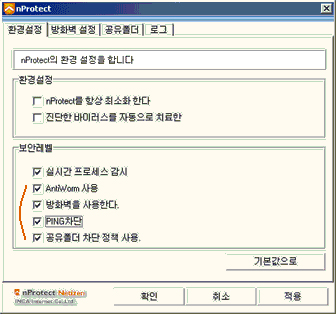 nProtect
환경설정 방화벽 설정 공유폴더 로그
nProtect의 환경 설정을 합니다
환경설정
nProtect를 항상 최소화 한다
진단한 바이러스를 자동으로 치료한
보안레벨
실시간 프로세스 감시
AntiWorm 사용
방화벽을 사용한다.
PING차단
공유폴더 차단 정책 사용.
기본값으로
nProtect Netizen
INCA Internet Co., Ltd.
확인 취소 적용